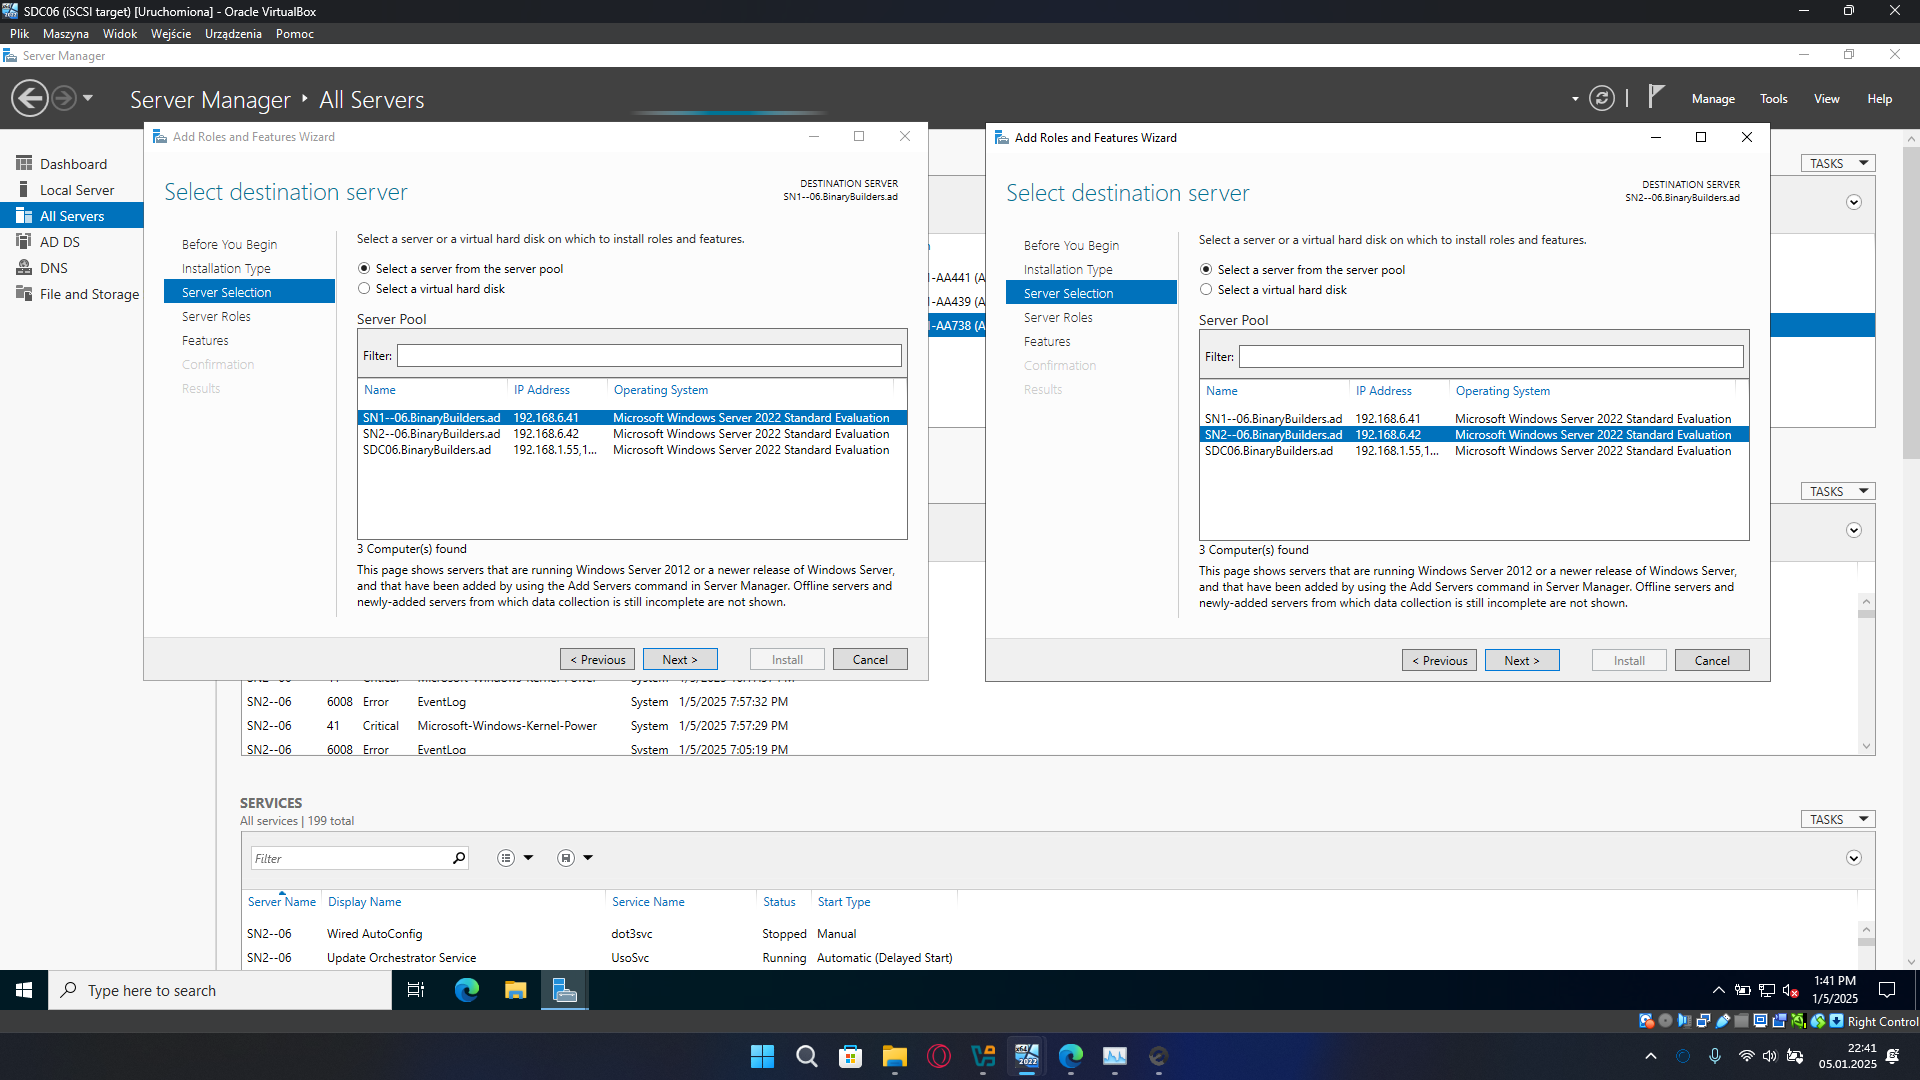 SDC06 (iSCSI target) [Uruchomiona] - Oracle VirtualBox
Plik Maszyna Widok Wejście Urządzenia Pomoc
Server Manager
Server Manager ‣ All Servers
Manage Tools View Help
Dashboard
Local Server
All Servers
AD DS
DNS
File and Storage
Add Roles and Features Wizard
Select destination server
DESTINATION SERVER
SN1--06.BinaryBuilders.ad
Before You Begin
Installation Type
Server Selection
Server Roles
Features
Confirmation
Results
Select a server or a virtual hard disk on which to install roles and features.
Select a server from the server pool
Select a virtual hard disk
Server Pool
Filter:
Name IP Address Operating System
SN1--06.BinaryBuilders.ad 192.168.6.41 Microsoft Windows Server 2022 Standard Evaluation
SN2--06.BinaryBuilders.ad 192.168.6.42 Microsoft Windows Server 2022 Standard Evaluation
SDC06.BinaryBuilders.ad 192.168.1.55,1... Microsoft Windows Server 2022 Standard Evaluation
3 Computer(s) found
This page shows servers that are running Windows Server 2012 or a newer release of Windows Server,
and that have been added by using the Add Servers command in Server Manager. Offline servers and
newly-added servers from which data collection is still incomplete are not shown.
< Previous Next > Install Cancel
1-AA441 (A
1-AA439 (A
1-AA738 (A
Add Roles and Features Wizard
Select destination server
DESTINATION SERVER
SN2--06.BinaryBuilders.ad
Before You Begin
Installation Type
Server Selection
Server Roles
Features
Confirmation
Results
Select a server or a virtual hard disk on which to install roles and features.
Select a server from the server pool
Select a virtual hard disk
Server Pool
Filter:
Name IP Address Operating System
SN1--06.BinaryBuilders.ad 192.168.6.41 Microsoft Windows Server 2022 Standard Evaluation
SN2--06.BinaryBuilders.ad 192.168.6.42 Microsoft Windows Server 2022 Standard Evaluation
SDC06.BinaryBuilders.ad 192.168.1.55,1... Microsoft Windows Server 2022 Standard Evaluation
3 Computer(s) found
This page shows servers that are running Windows Server 2012 or a newer release of Windows Server,
and that have been added by using the Add Servers command in Server Manager. Offline servers and
newly-added servers from which data collection is still incomplete are not shown.
< Previous Next > Install Cancel
TASKS
TASKS
SN2--06 6008 Error EventLog System 1/5/2025 7:57:32 PM
SN2--06 41 Critical Microsoft-Windows-Kernel-Power System 1/5/2025 7:57:29 PM
SN2--06 6008 Error EventLog System 1/5/2025 7:05:19 PM
SERVICES
All services | 199 total
TASKS
Filter
Server Name Display Name Service Name Status Start Type
SN2--06 Wired AutoConfig dot3svc Stopped Manual
SN2--06 Update Orchestrator Service UsoSvc Running Automatic (Delayed Start)
Type here to search
1:41 PM
1/5/2025
Right Control
22:41
05.01.2025